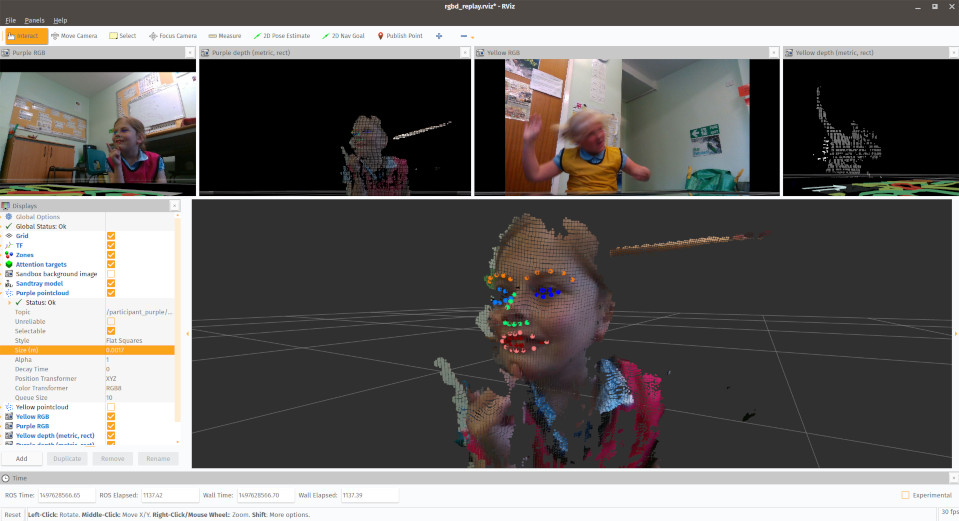 rgbd_replay.rviz* - RViz
File Panels Help
Interact Move Camera Select Focus Camera Measure 2D Pose Estimate 2D Nav Goal Publish Point
Purple RGB
Purple depth (metric, rect)
Yellow RGB
Yellow depth (metric, rect)
Displays
Global Options
Global Status: Ok
Grid
TF
Zones
Attention targets
Sandbox background image
Sandtray model
Purple pointcloud
Status: Ok
Topic /participant_purple/...
Unreliable
Selectable
Style Flat Squares
Size (m)
Alpha 1
Decay Time 0
Position Transformer XYZ
Color Transformer RGB8
Queue Size 10
Yellow pointcloud
Yellow RGB
Purple RGB
Yellow depth (metric, rect)
Purple depth (metric, rect)
Add Duplicate Remove Rename
Time
ROS Time: 1497628566.65 ROS Elapsed: 1137.42 Wall Time: 1497628566.70 Wall Elapsed: 1137.39 Experimental
Reset Left-Click: Rotate. Middle-Click: Move X/Y. Right-Click/Mouse Wheel:: Zoom. Shift: More options. 30 fps